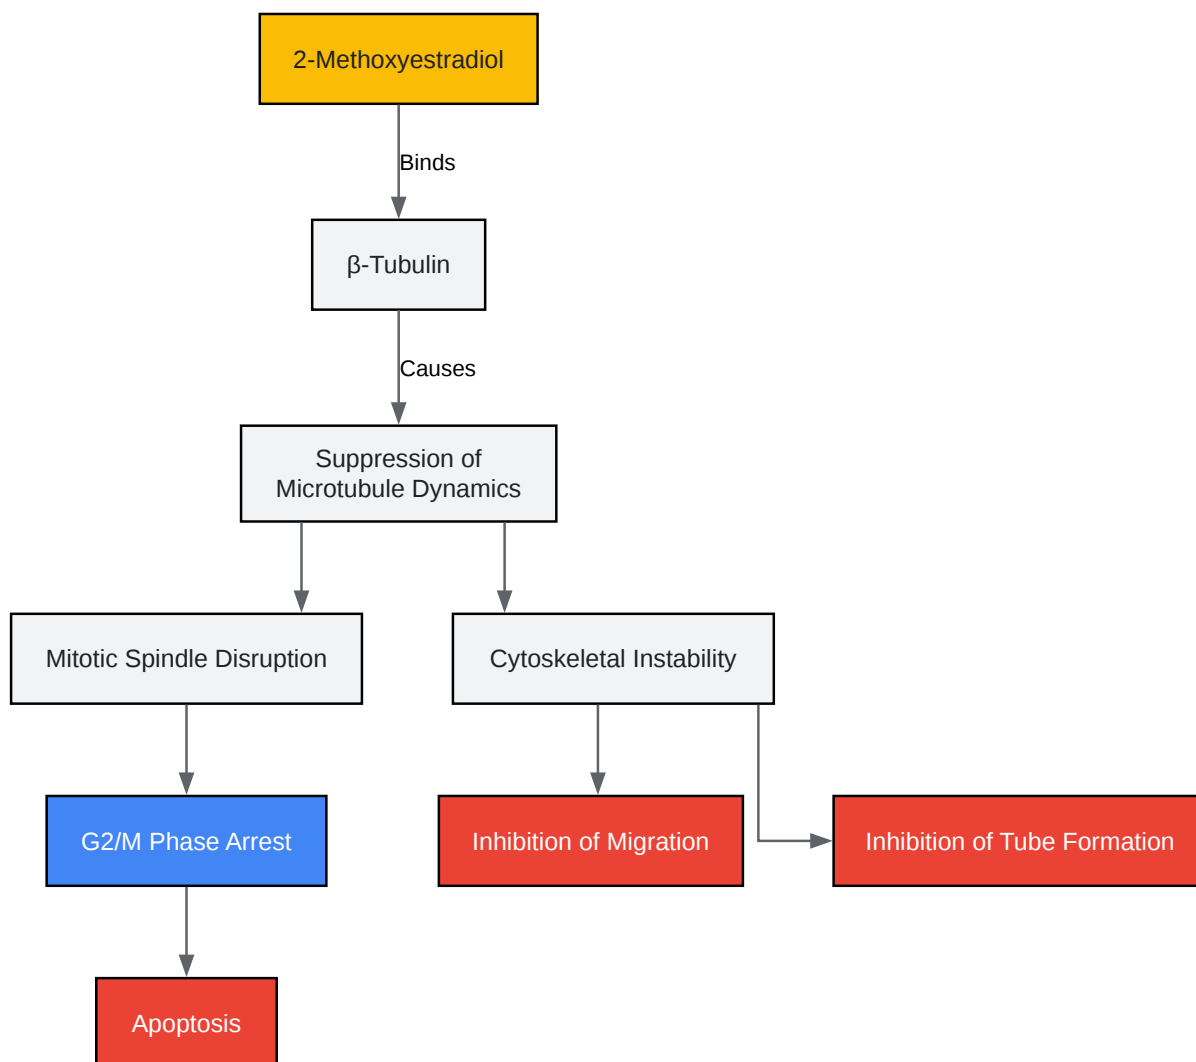 2-Methoxyestradiol
Binds
β-Tubulin
Causes
Suppression of
Microtubule Dynamics
Mitotic Spindle Disruption
Cytoskeletal Instability
G2/M Phase Arrest
Inhibition of Migration
Inhibition of Tube Formation
Apoptosis